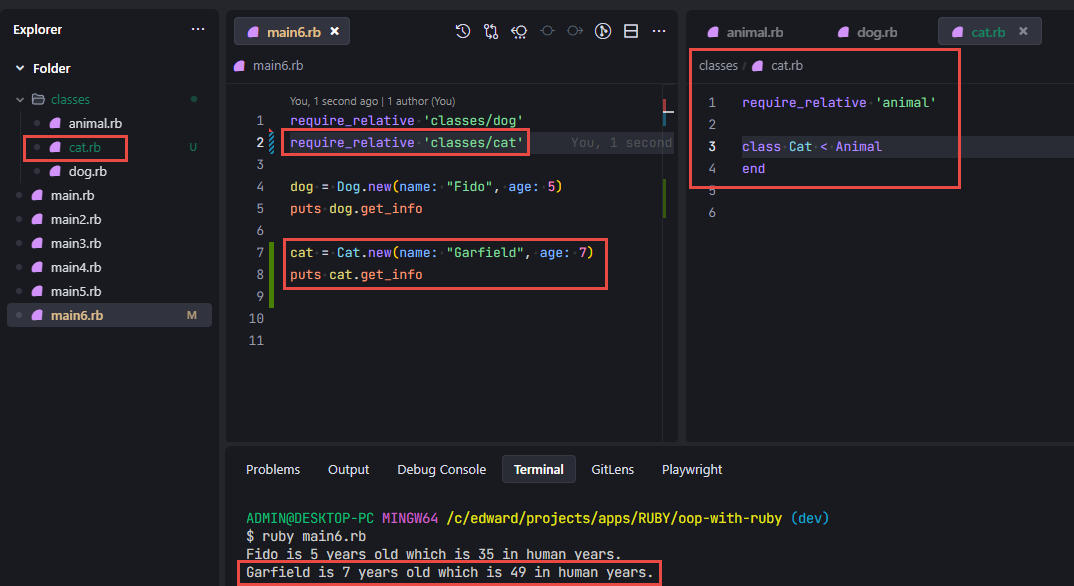 Explorer ...
Folder
classes
animal.rb
cat.rb U
dog.rb
main.rb
main2.rb
main3.rb
main4.rb
main5.rb
main6.rb M
main6.rb
main6.rb
You, 1 second ago | 1 author (You)
1 require_relative 'classes/dog'
2 require_relative 'classes/cat' You, 1 second
3
4 dog = Dog.new(name: "Fido", age: 5)
5 puts dog.get_info
6
7 cat = Cat.new(name: "Garfield", age: 7)
8 puts cat.get_info
9
10
11
animal.rb dog.rb cat.rb
classes / cat.rb
1 require_relative 'animal'
2
3 class Cat < Animal
4 end
5
6
Problems Output Debug Console Terminal GitLens Playwright
ADMIN@DESKTOP-PC MINGW64 /c/edward/projects/apps/RUBY/oop-with-ruby (dev)
$ ruby main6.rb
Fido is 5 years old which is 35 in human years.
Garfield is 7 years old which is 49 in human years.